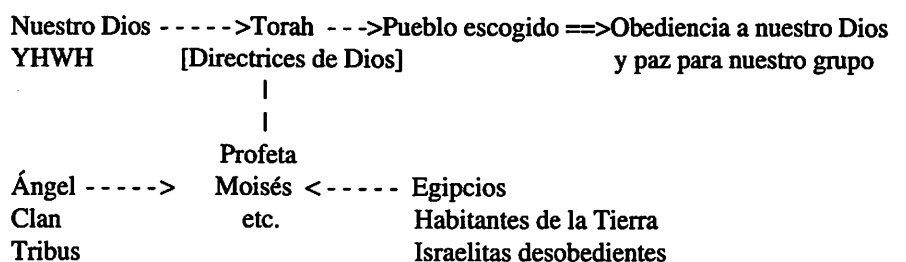 Nuestro Dios - - - - ->Torah - - ->Pueblo escogido ==>Obediencia a nuestro Dios
YHWH [Directrices de Dios] y paz para nuestro grupo
|
|
Profeta
Ángel - - - - -> Moisés <- - - - - Egipcios
Clan etc. Habitantes de la Tierra
Tribus Israelitas desobedientes